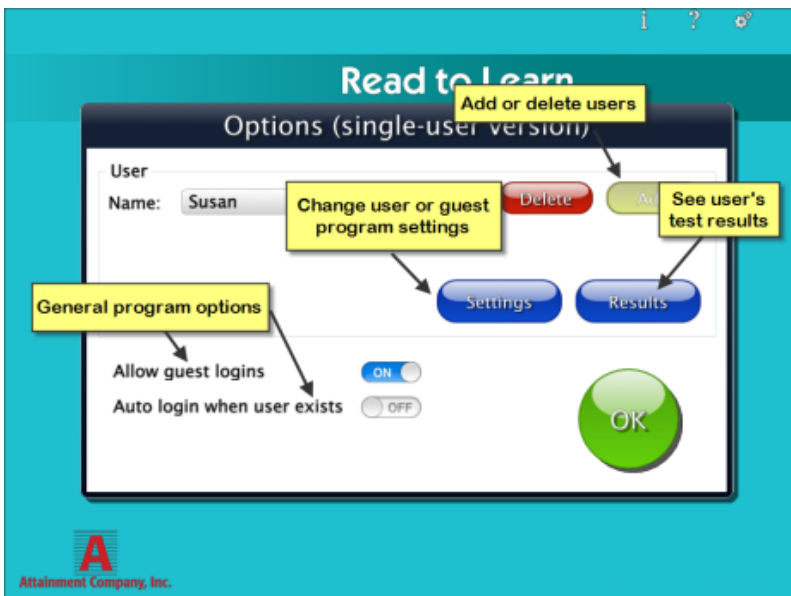 i ?
Read to Learn
Add or delete users
Options (single-user version)
User
Name: Susan
Change user or guest
program settings
Delete
See user's
test results
General program options
Settings
Results
Allow guest logins
ON
Auto login when user exists
OFF
OK
A
Attainment Company, Inc.